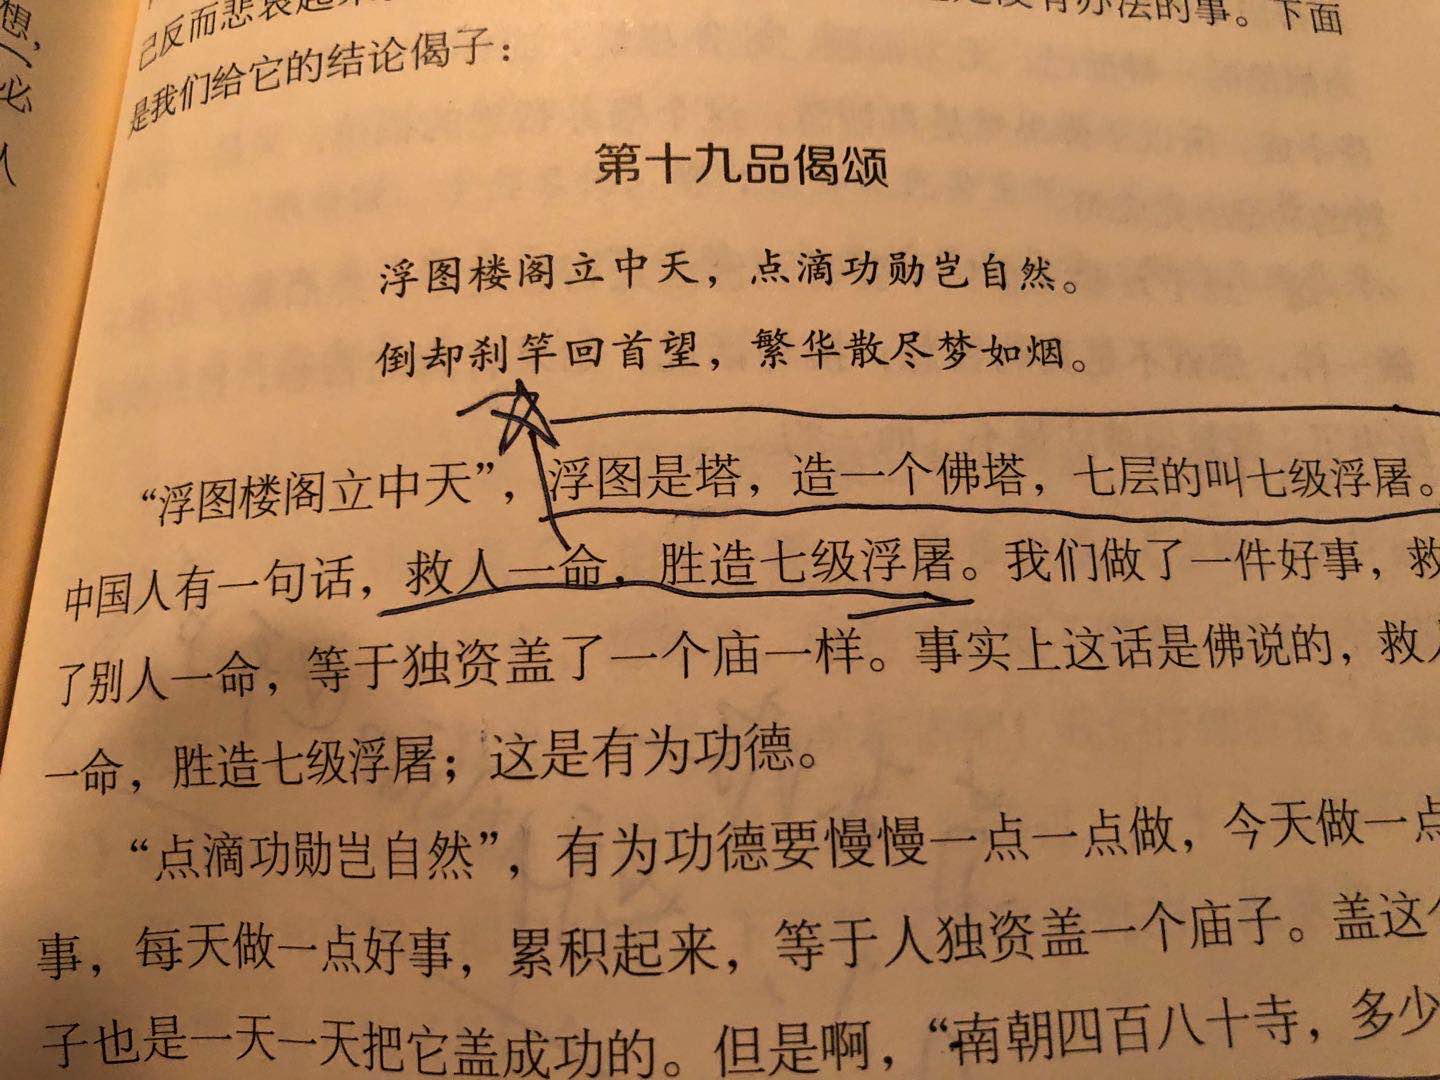 想,
必
人
己反而悲哀起来
没有办法的事。下面
是我们给它的结论偈子：
第十九品偈颂
浮图楼阁立中天，点滴功勋岂自然。
倒却刹竿回首望，繁华散尽梦如烟。
“浮图楼阁立中天”，浮图是塔，造一个佛塔，七层的叫七级浮屠。
中国人有一句话，救人一命，胜造七级浮屠。我们做了一件好事，救
了别人一命，等于独资盖了一个庙一样。事实上这话是佛说的，救人
一命，胜造七级浮屠；这是有为功德。
“点滴功勋岂自然”，有为功德要慢慢一点一点做，今天做一点
事，每天做一点好事，累积起来，等于人独资盖一个庙子。盖这个
子也是一天一天把它盖成功的。但是啊，“南朝四百八十寺，多少